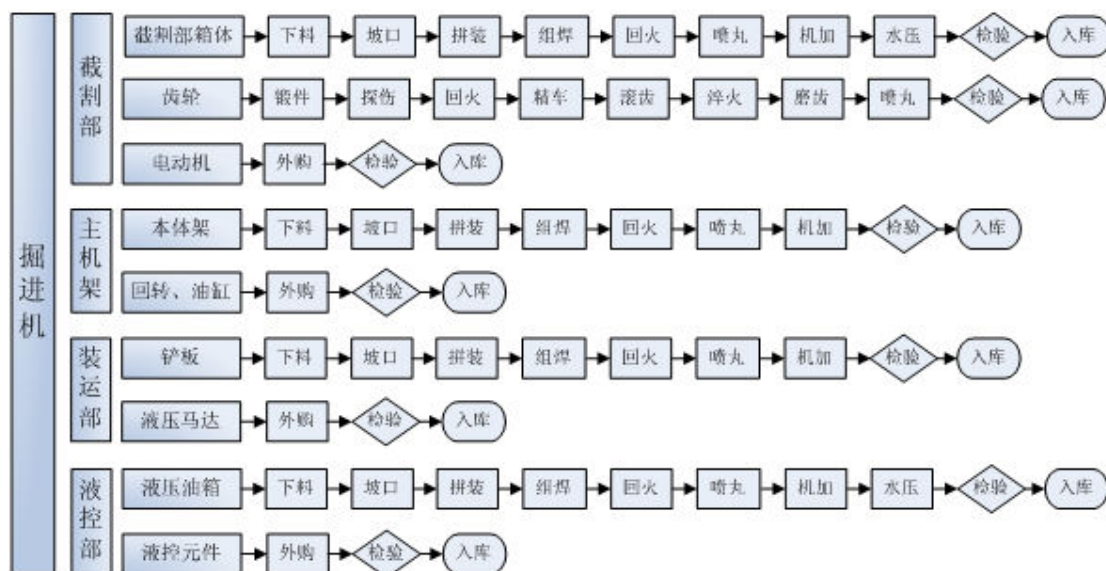 掘进机
截割部
截割部箱体 下料 坡口 拼装 组焊 回火 喷丸 机加 水压 检验 入库
齿轮 锻件 探伤 回火 精车 滚齿 淬火 磨齿 喷丸 检验 入库
电动机 外购 检验 入库
主机架
本体架 下料 坡口 拼装 组焊 回火 喷丸 机加 检验 入库
回转、油缸 外购 检验 入库
装运部
铲板 下料 坡口 拼装 组焊 回火 喷丸 机加 检验 入库
液压马达 外购 检验 入库
液控部
液压油箱 下料 坡口 拼装 组焊 回火 喷丸 机加 水压 检验 入库
液控元件 外购 检验 入库